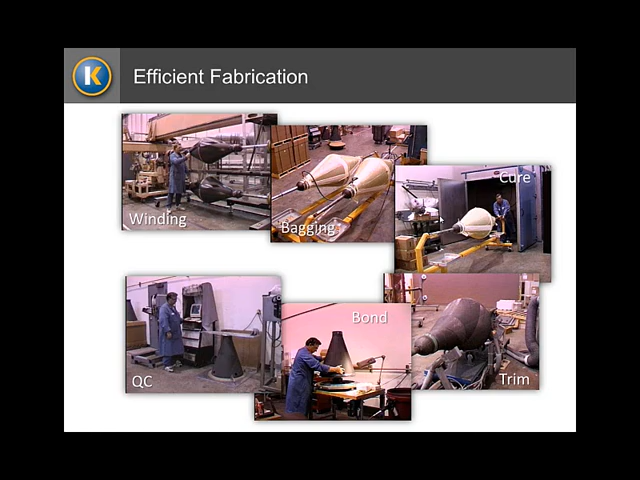 K
Efficient Fabrication
Winding
Bagging
Cure
QC
Bond
Trim